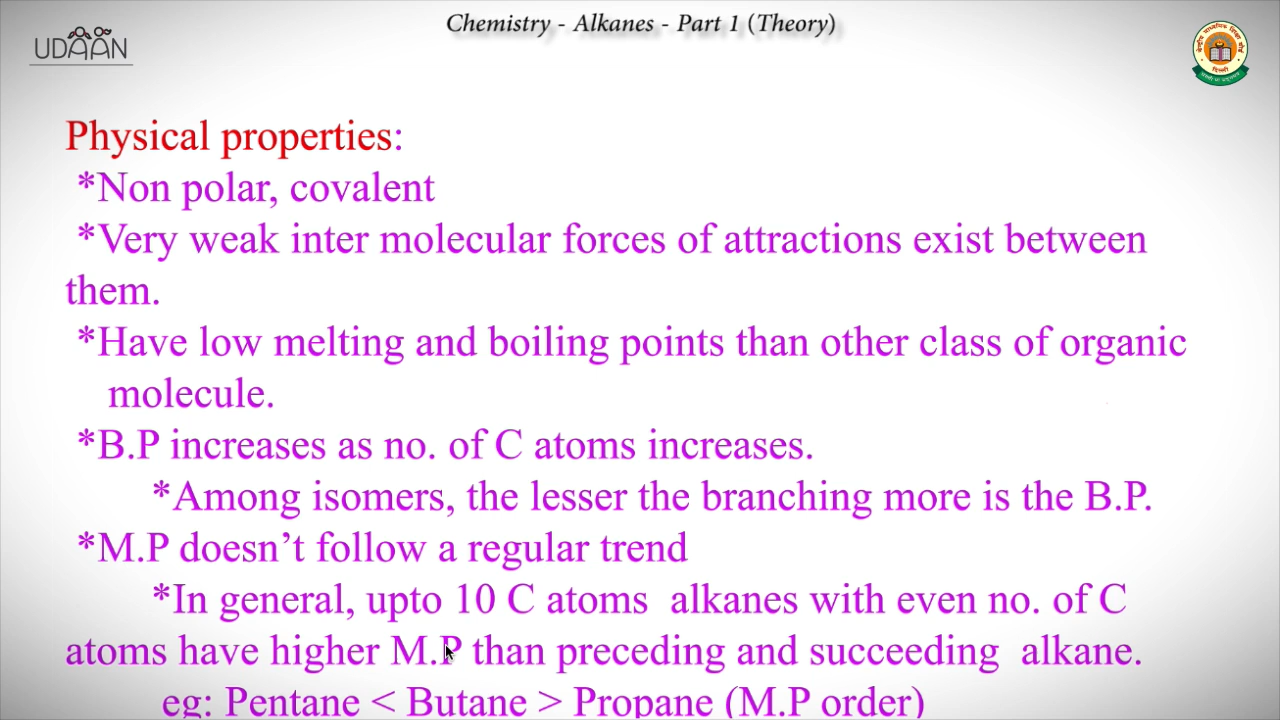 Chemistry - Alkanes - Part 1 (Theory)
UDAAN
Physical properties:
*Non polar, covalent
*Very weak inter molecular forces of attractions exist between
them.
*Have low melting and boiling points than other class of organic
molecule.
*B.P increases as no. of C atoms increases.
*Among isomers, the lesser the branching more is the B.P.
*M.P doesn’t follow a regular trend
*In general, upto 10 C atoms alkanes with even no. of C
atoms have higher M.P than preceding and succeeding alkane.
eg: Pentane < Butane > Propane (M.P order)